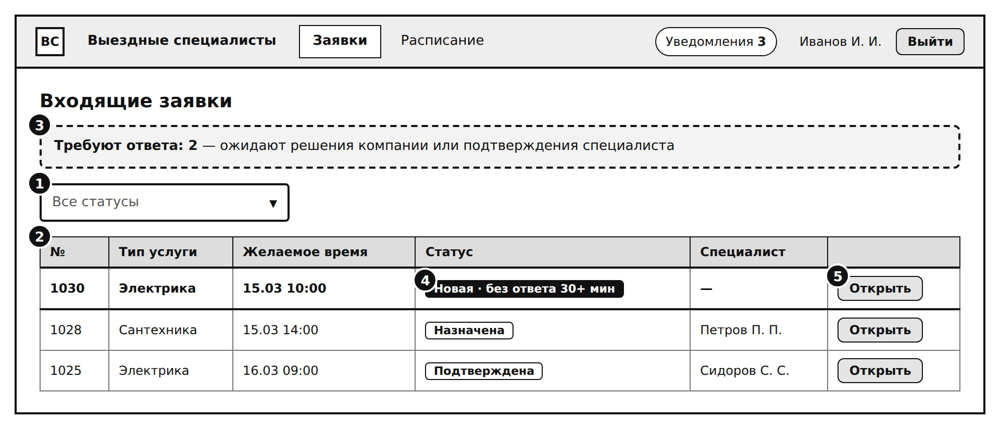 ВС Выездные специалисты Заявки Расписание Уведомления 3 Иванов И. И. Выйти
Входящие заявки
3
Требуют ответа: 2 — ожидают решения компании или подтверждения специалиста
1
Все статусы ▼
2
№ Тип услуги Желаемое время Статус Специалист
1030 Электрика 15.03 10:00 4 Новая · без ответа 30+ мин — 5 Открыть
1028 Сантехника 15.03 14:00 Назначена Петров П. П. Открыть
1025 Электрика 16.03 09:00 Подтверждена Сидоров С. С. Открыть